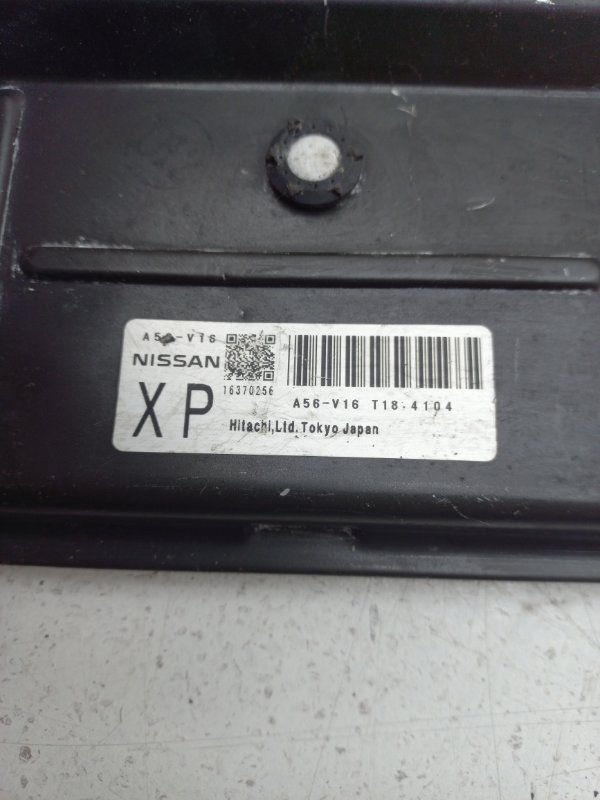 A56-V16
NISSAN
16370256
XP
A56-V16 T18 4104
Hitachi,Ltd.Tokyo Japan